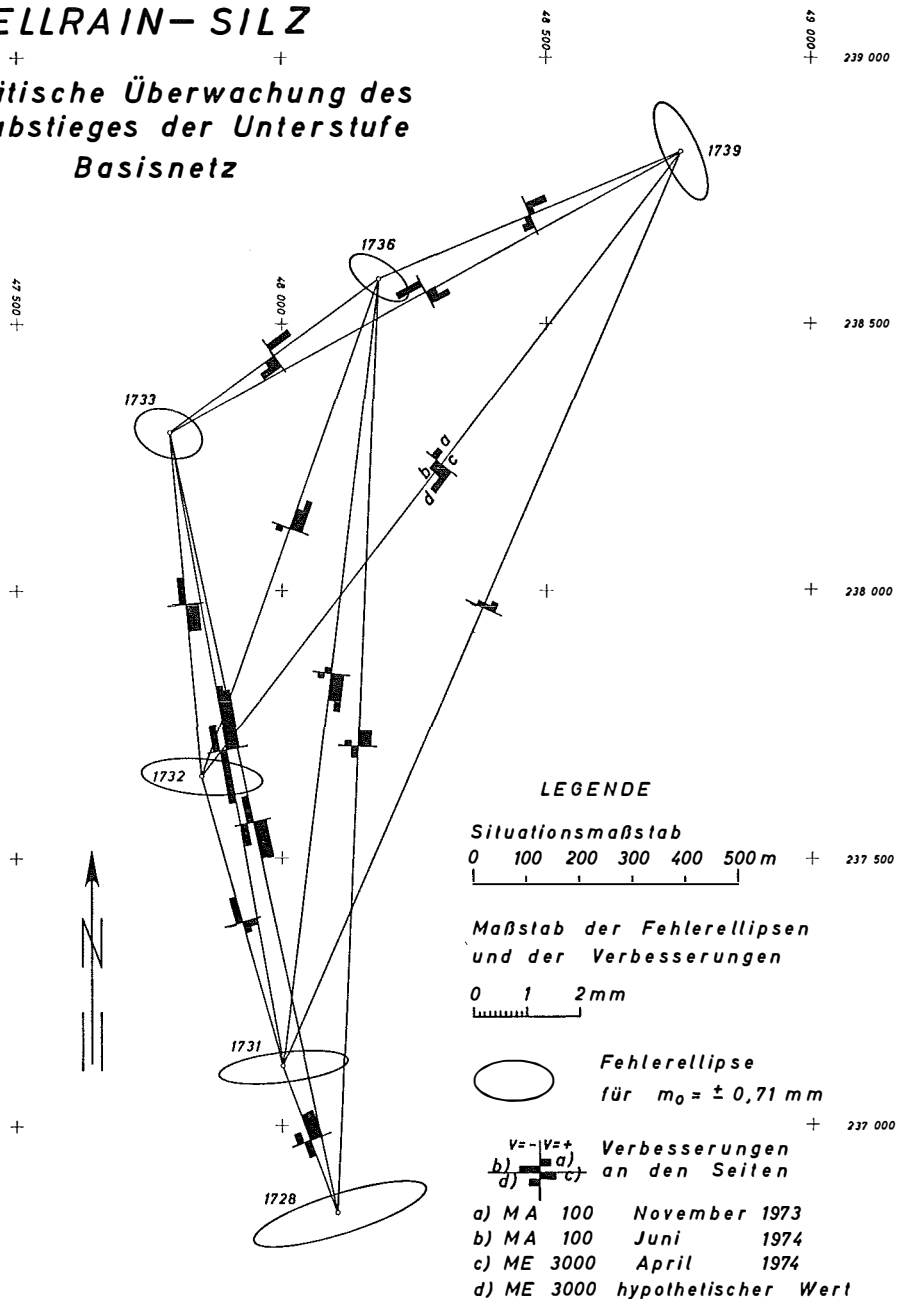 ELLRAIN-SILZ
itische Überwachung des
abstieges der Unterstufe
Basisnetz
48 500
49 000
239 000
1739
1736
47 500
48 000
238 500
1733
a
b
c
d
238 000
1732
LEGENDE
Situationsmaßstab
0 100 200 300 400 500 m
237 500
Maßstab der Fehlerellipsen
und der Verbesserungen
0 1 2 mm
N
1731
Fehlerellipse
für m₀ = ± 0,71 mm
237 000
V=- V=+
b) a)
d) c)
Verbesserungen
an den Seiten
1728
a) MA 100 November 1973
b) MA 100 Juni 1974
c) ME 3000 April 1974
d) ME 3000 hypothetischer Wert